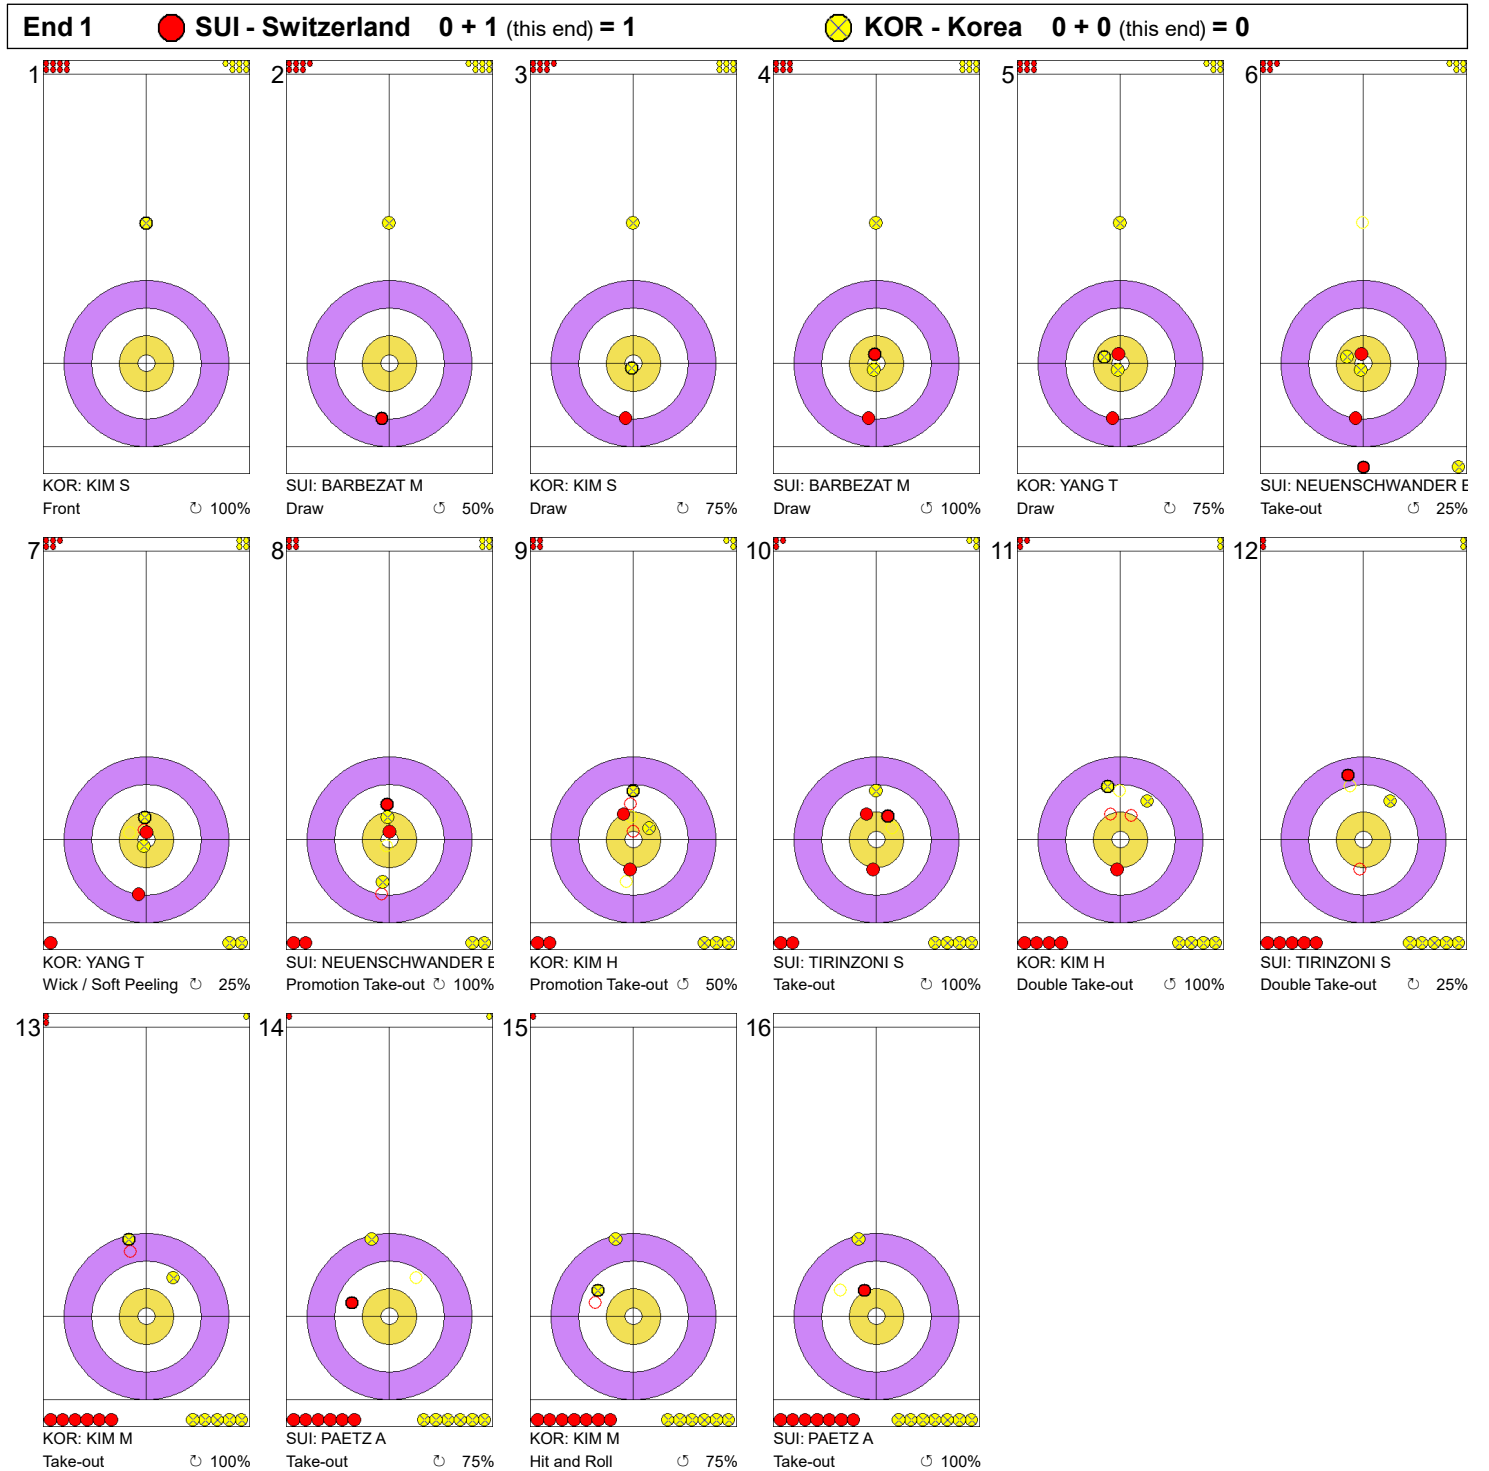 End 1 SUI - Switzerland 0 + 1 (this end) = 1 KOR - Korea 0 + 0 (this end) = 0
1 2 3 4 5 6
KOR: KIM S SUI: BARBEZAT M KOR: KIM S SUI: BARBEZAT M KOR: YANG T SUI: NEUENSCHWANDER E
Front ↻ 100% Draw ↺ 50% Draw ↻ 75% Draw ↺ 100% Draw ↻ 75% Take-out ↺ 25%
7 8 9 10 11 12
KOR: YANG T SUI: NEUENSCHWANDER E KOR: KIM H SUI: TIRINZONI S KOR: KIM H SUI: TIRINZONI S
Wick / Soft Peeling ↻ 25% Promotion Take-out ↻ 100% Promotion Take-out ↺ 50% Take-out ↻ 100% Double Take-out ↺ 100% Double Take-out ↻ 25%
13 14 15 16
KOR: KIM M SUI: PAETZ A KOR: KIM M SUI: PAETZ A
Take-out ↻ 100% Take-out ↺ 75% Hit and Roll ↺ 75% Take-out ↺ 100%